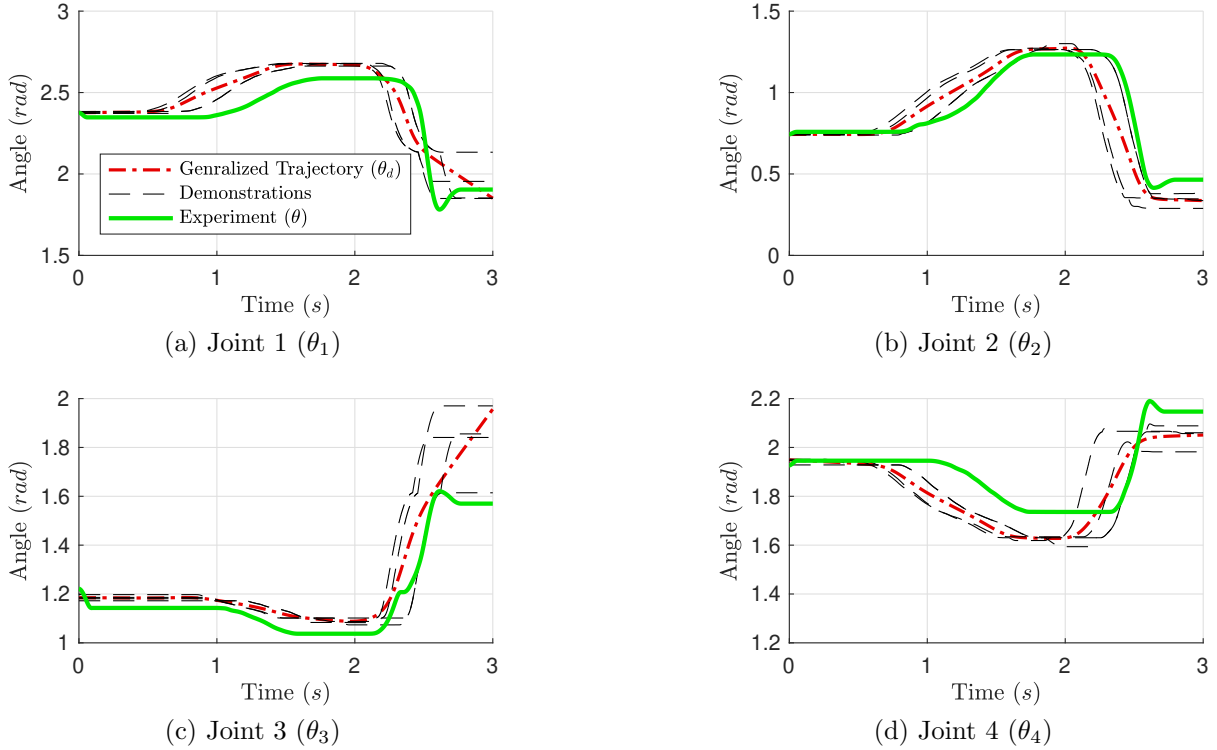 3
2.5
2
1.5
Angle (rad)
Genralized Trajectory (θd)
Demonstrations
Experiment (θ)
0 1 2 3
Time (s)
(a) Joint 1 (θ1)
1.5
1
0.5
0
Angle (rad)
0 1 2 3
Time (s)
(b) Joint 2 (θ2)
2
1.8
1.6
1.4
1.2
1
Angle (rad)
0 1 2 3
Time (s)
(c) Joint 3 (θ3)
2.2
2
1.8
1.6
1.4
1.2
Angle (rad)
0 1 2 3
Time (s)
(d) Joint 4 (θ4)